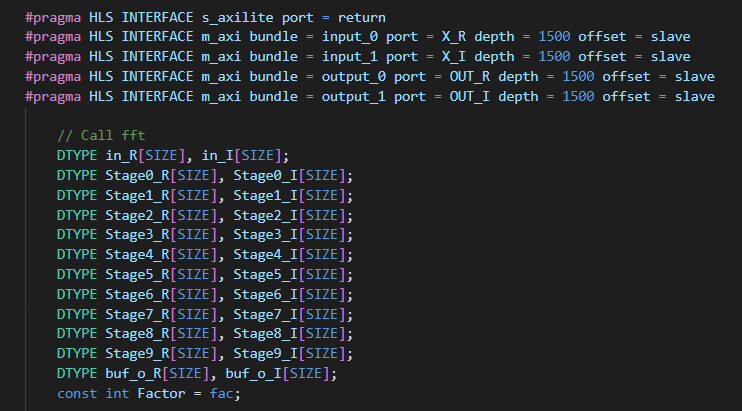 #pragma HLS INTERFACE s_axilite port = return
#pragma HLS INTERFACE m_axi bundle = input_0 port = X_R depth = 1500 offset = slave
#pragma HLS INTERFACE m_axi bundle = input_1 port = X_I depth = 1500 offset = slave
#pragma HLS INTERFACE m_axi bundle = output_0 port = OUT_R depth = 1500 offset = slave
#pragma HLS INTERFACE m_axi bundle = output_1 port = OUT_I depth = 1500 offset = slave
// Call fft
DTYPE in_R[SIZE], in_I[SIZE];
DTYPE Stage0_R[SIZE], Stage0_I[SIZE];
DTYPE Stage1_R[SIZE], Stage1_I[SIZE];
DTYPE Stage2_R[SIZE], Stage2_I[SIZE];
DTYPE Stage3_R[SIZE], Stage3_I[SIZE];
DTYPE Stage4_R[SIZE], Stage4_I[SIZE];
DTYPE Stage5_R[SIZE], Stage5_I[SIZE];
DTYPE Stage6_R[SIZE], Stage6_I[SIZE];
DTYPE Stage7_R[SIZE], Stage7_I[SIZE];
DTYPE Stage8_R[SIZE], Stage8_I[SIZE];
DTYPE Stage9_R[SIZE], Stage9_I[SIZE];
DTYPE buf_o_R[SIZE], buf_o_I[SIZE];
const int Factor = fac;